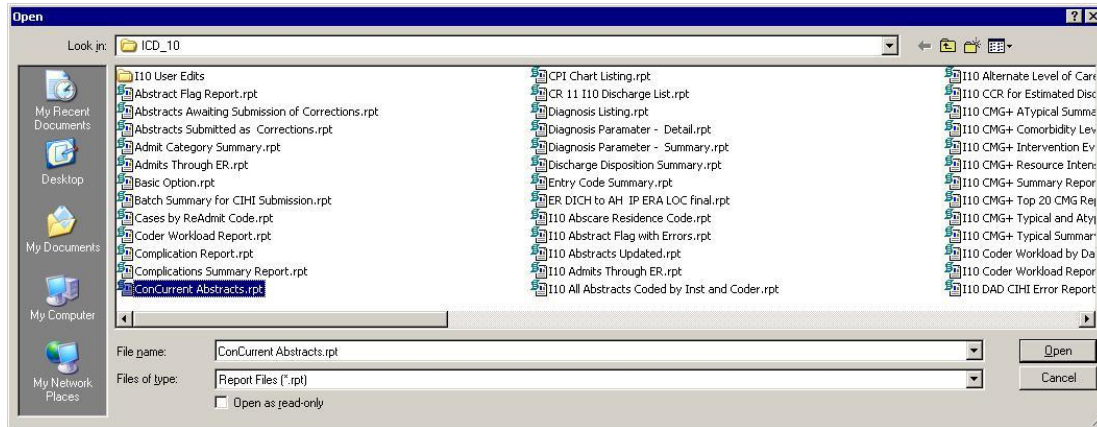 Open
Look in:
ICD_10
My Recent
Documents
Desktop
My Documents
My Computer
My Network
Places
I10 User Edits
Abstract Flag Report.rpt
Abstracts Awaiting Submission of Corrections.rpt
Abstracts Submitted as  Corrections.rpt
Admit Category Summary.rpt
Admits Through ER.rpt
Basic Option.rpt
Batch Summary for CIHI Submission.rpt
Cases by ReAdmit Code.rpt
Coder Workload Report.rpt
Complication Report.rpt
Complications Summary Report.rpt
ConCurrent Abstracts.rpt
CPI Chart Listing.rpt
CR 11 I10 Discharge List.rpt
Diagnosis Listing.rpt
Diagnosis Paramater -  Detail.rpt
Diagnosis Parameter -  Summary.rpt
Discharge Disposition Summary.rpt
Entry Code Summary.rpt
ER DICH to AH  IP ERA LOC final.rpt
I10 Abscare Residence Code.rpt
I10 Abstract Flag with Errors.rpt
I10 Abstracts Updated.rpt
I10 Admits Through ER.rpt
I10 All Abstracts Coded by Inst and Coder.rpt
I10 Alternate Level of Care
I10 CCR for Estimated Disc
I10 CMG+ ATypical Summa
I10 CMG+ Comorbidity Lev
I10 CMG+ Intervention Ev
I10 CMG+ Resource Intens
I10 CMG+ Summary Repor
I10 CMG+ Top 20 CMG Rep
I10 CMG+ Typical and Atyp
I10 CMG+ Typical Summar
I10 Coder Workload by Da
I10 Coder Workload Repor
I10 DAD CIHI Error Report
File name:
ConCurrent Abstracts.rpt
Open
Files of type:
Report Files (*.rpt)
Cancel
Open as read-only